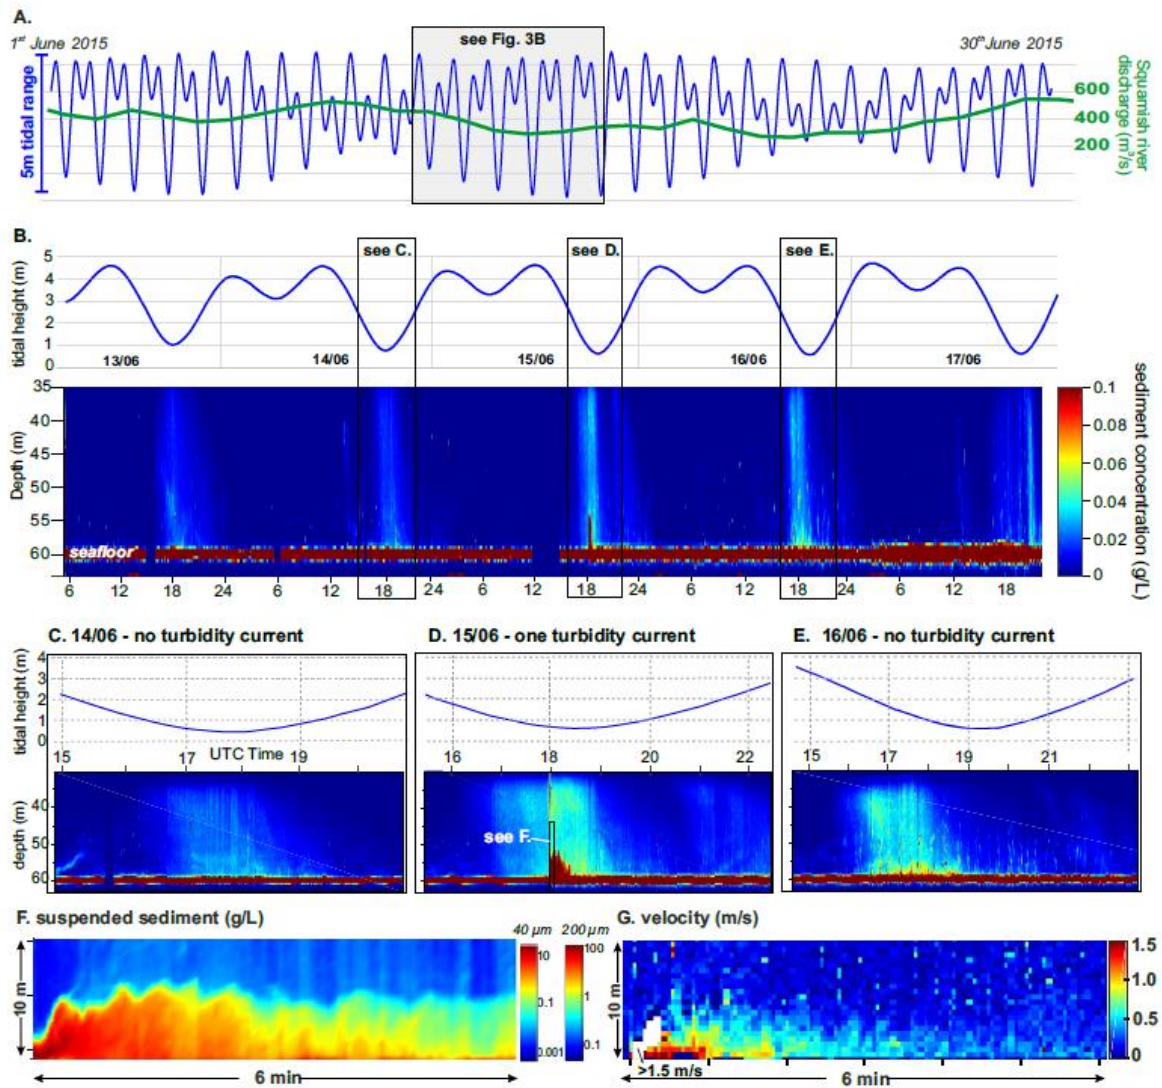 A.
1st June 2015
see Fig. 3B
30th June 2015
5m tidal range
600
400
200
Squamish river
discharge (m3/s)
B.
see C.
see D.
see E.
tidal height (m)
5
4
3
2
1
0
13/06
14/06
15/06
16/06
17/06
Depth (m)
35
40
45
50
55
60
seafloor
6 12 18 24 6 12 18 24 6 12 18 24 6 12 18 24 6 12 18
0.1
0.08
0.06
0.04
0.02
0
sediment concentration (g/L)
C. 14/06 - no turbidity current
D. 15/06 - one turbidity current
E. 16/06 - no turbidity current
tidal height (m)
4
3
2
1
0
15 17 UTC Time 19
16 18 20 22
15 17 19 21
depth (m)
40
50
60
see F.
F. suspended sediment (g/L)
40 µm 200 µm
10
0.1
0.001
100
1
0.1
10 m
6 min
G. velocity (m/s)
1.5
1.0
0.5
0
10 m
>1.5 m/s
6 min